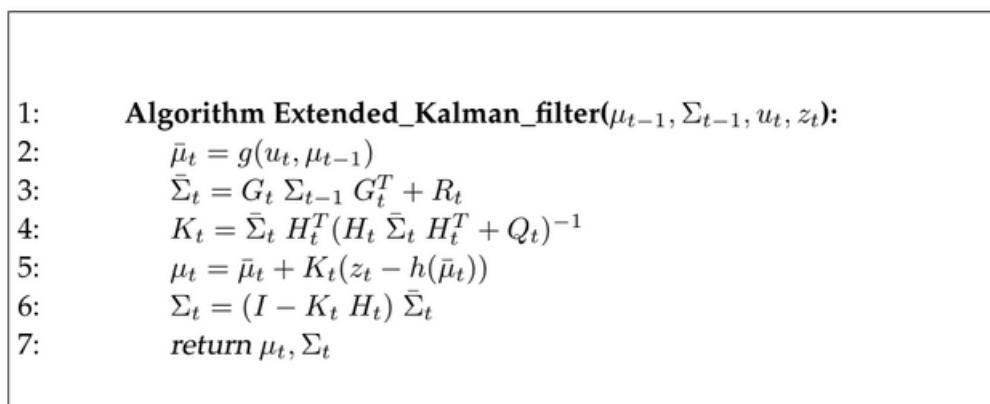 1: Algorithm Extended_Kalman_filter(μ_{t−1}, Σ_{t−1}, u_t, z_t):
2: μ̄_t = g(u_t, μ_{t−1})
3: Σ̄_t = G_t Σ_{t−1} G_t^T + R_t
4: K_t = Σ̄_t H_t^T (H_t Σ̄_t H_t^T + Q_t)^{−1}
5: μ_t = μ̄_t + K_t(z_t − h(μ̄_t))
6: Σ_t = (I − K_t H_t) Σ̄_t
7: return μ_t, Σ_t